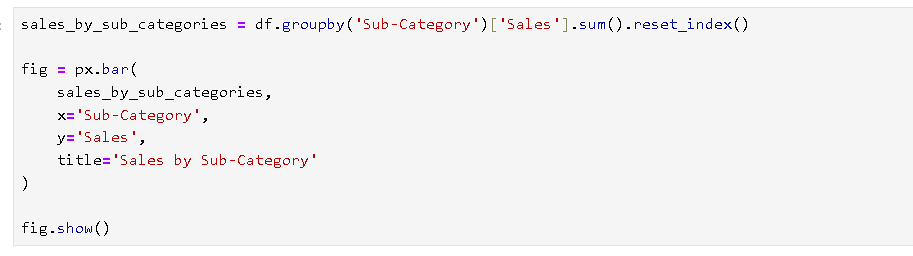 sales_by_sub_categories = df.groupby('Sub-Category')['Sales'].sum().reset_index()
fig = px.bar(
    sales_by_sub_categories,
    x='Sub-Category',
    y='Sales',
    title='Sales by Sub-Category'
)
fig.show()